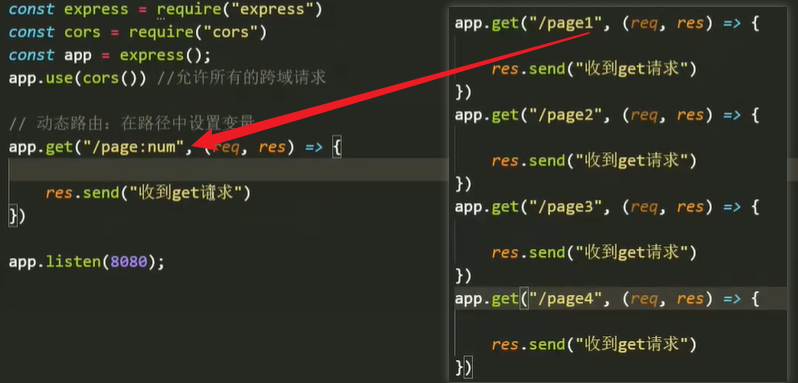 const express = require("express")
const cors = require("cors")
const app = express();
app.use(cors()) //允许所有的跨域请求
// 动态路由：在路径中设置变量
app.get("/page:num", (req, res) => {
res.send("收到get请求")
})
app.listen(8080);
app.get("/page1", (req, res) => {
res.send("收到get请求")
})
app.get("/page2", (req, res) => {
res.send("收到get请求")
})
app.get("/page3", (req, res) => {
res.send("收到get请求")
})
app.get("/page4", (req, res) => {
res.send("收到get请求")
})